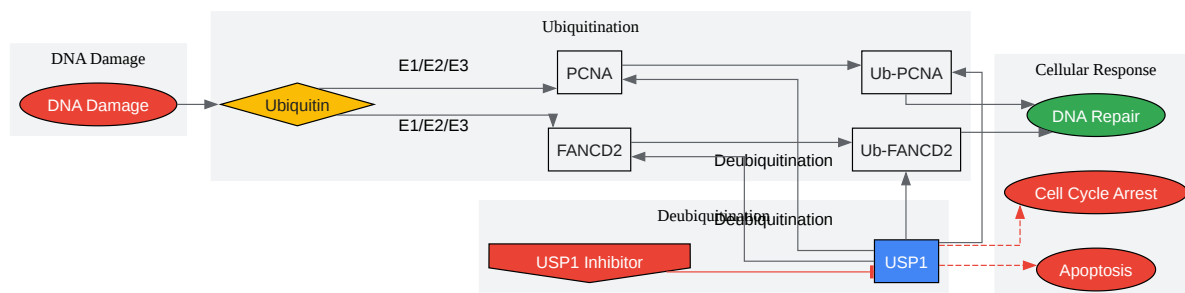 Ubiquitination
DNA Damage
E1/E2/E3
PCNA
Ub-PCNA
Cellular Response
DNA Damage
Ubiquitin
DNA Repair
E1/E2/E3
FANCD2
Deubiquitination
Ub-FANCD2
Cell Cycle Arrest
Deubiquitination
Deubiquitination
USP1 Inhibitor
USP1
Apoptosis